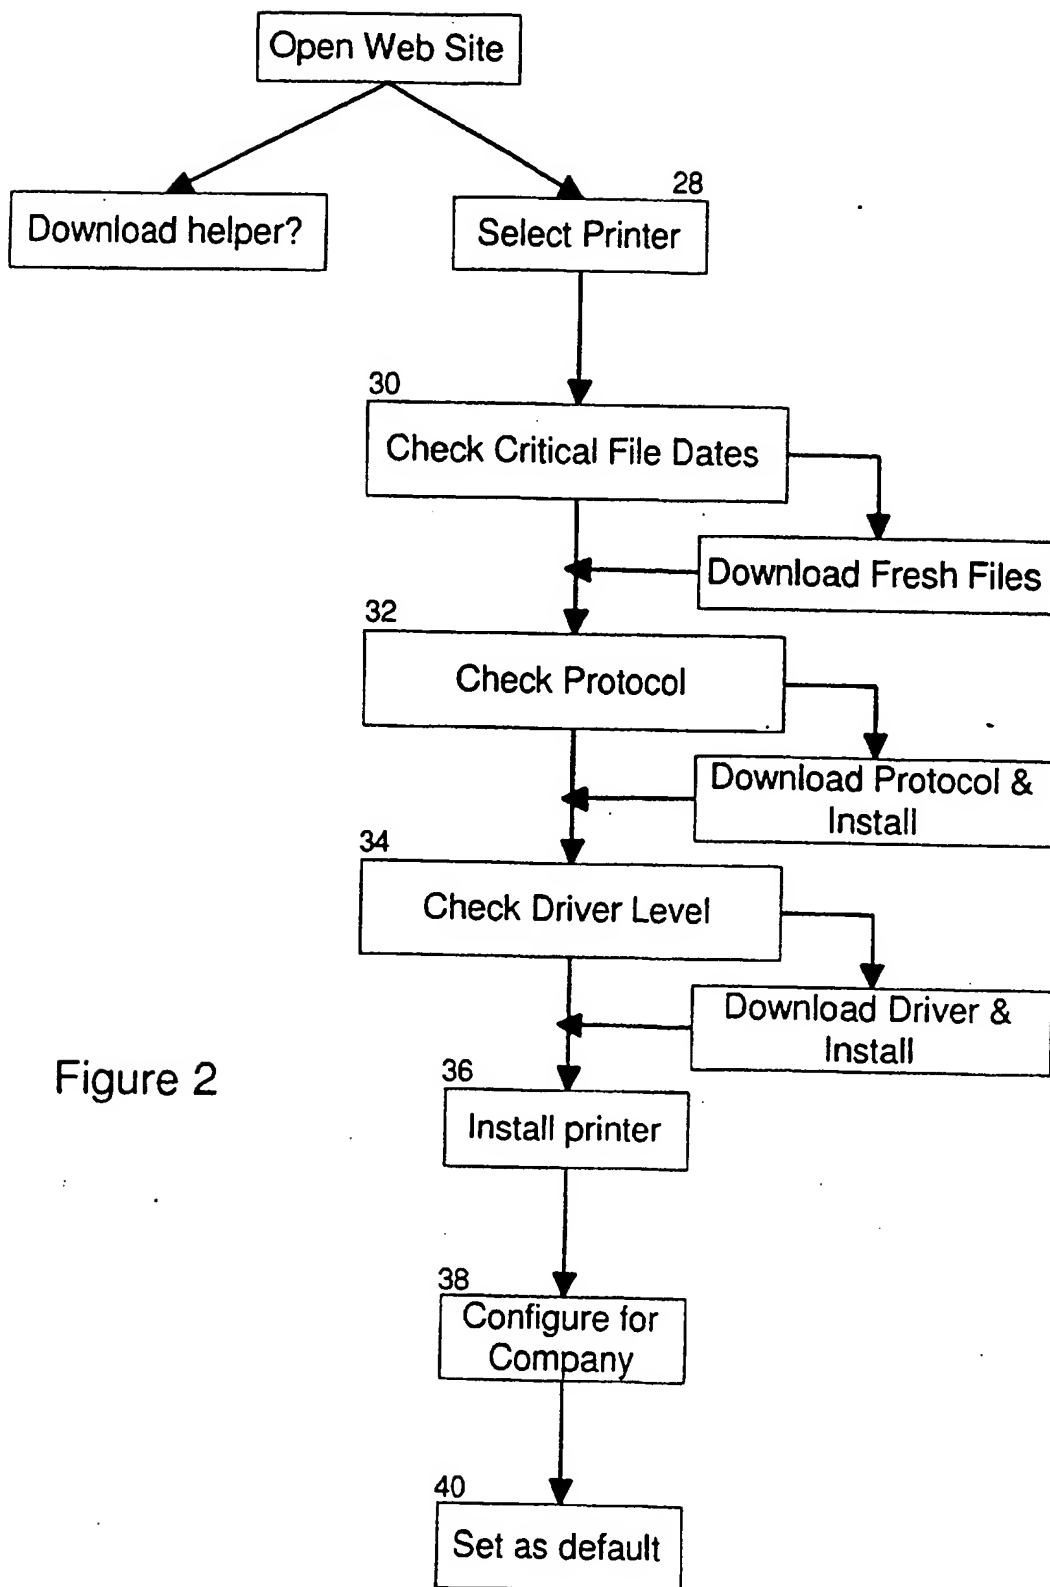 Open Web Site
Download helper?
28
Select Printer
30
Check Critical File Dates
Download Fresh Files
32
Check Protocol
Download Protocol &
Install
34
Check Driver Level
Download Driver &
Install
Figure 2
36
Install printer
38
Configure for
Company
40
Set as default